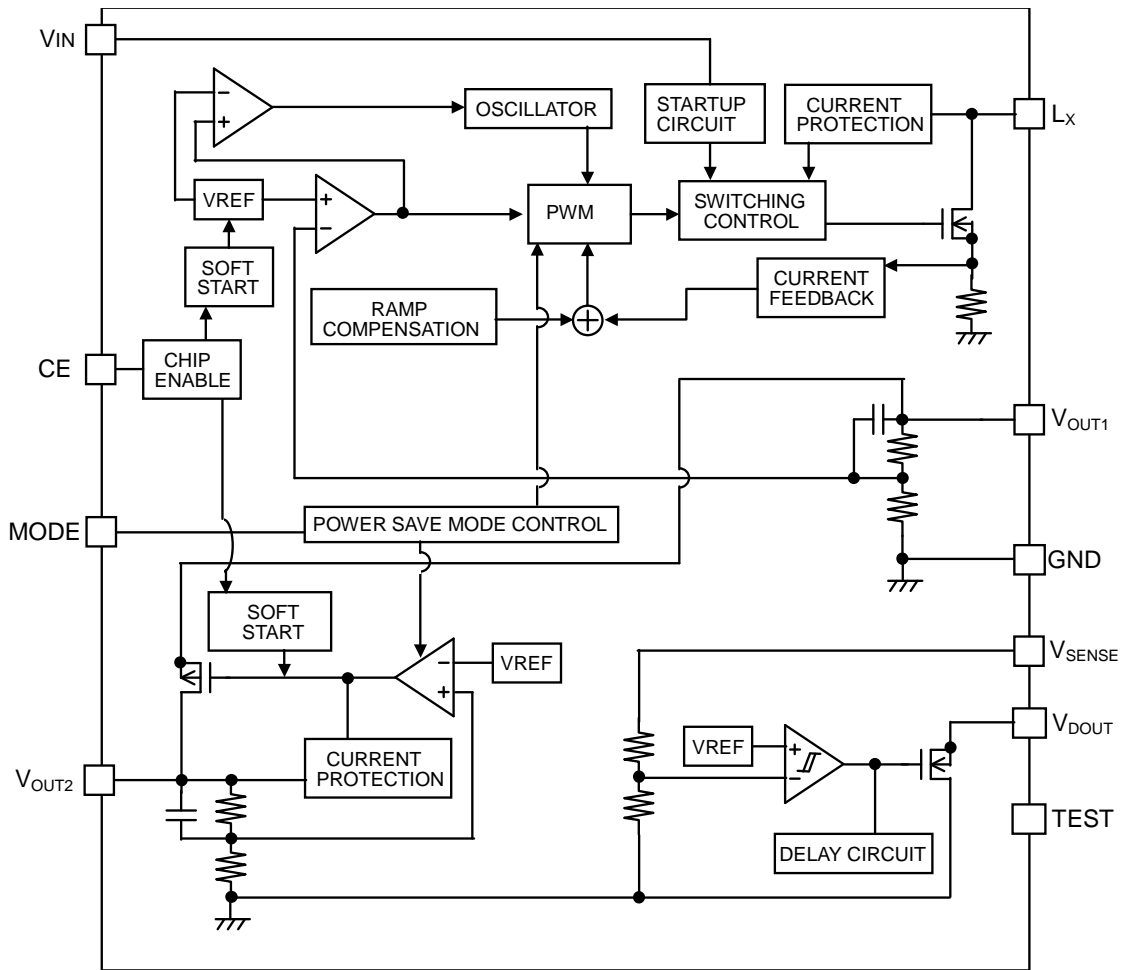 VIN
OSCILLATOR
STARTUP
CIRCUIT
CURRENT
PROTECTION
LX
−
+
VREF
+
−
PWM
SWITCHING
CONTROL
SOFT
START
RAMP
COMPENSATION
CURRENT
FEEDBACK
CE
CHIP
ENABLE
VOUT1
MODE
POWER SAVE MODE CONTROL
GND
SOFT
START
−
+
VREF
VSENSE
VDOUT
VREF
+
−
CURRENT
PROTECTION
VOUT2
TEST
DELAY CIRCUIT